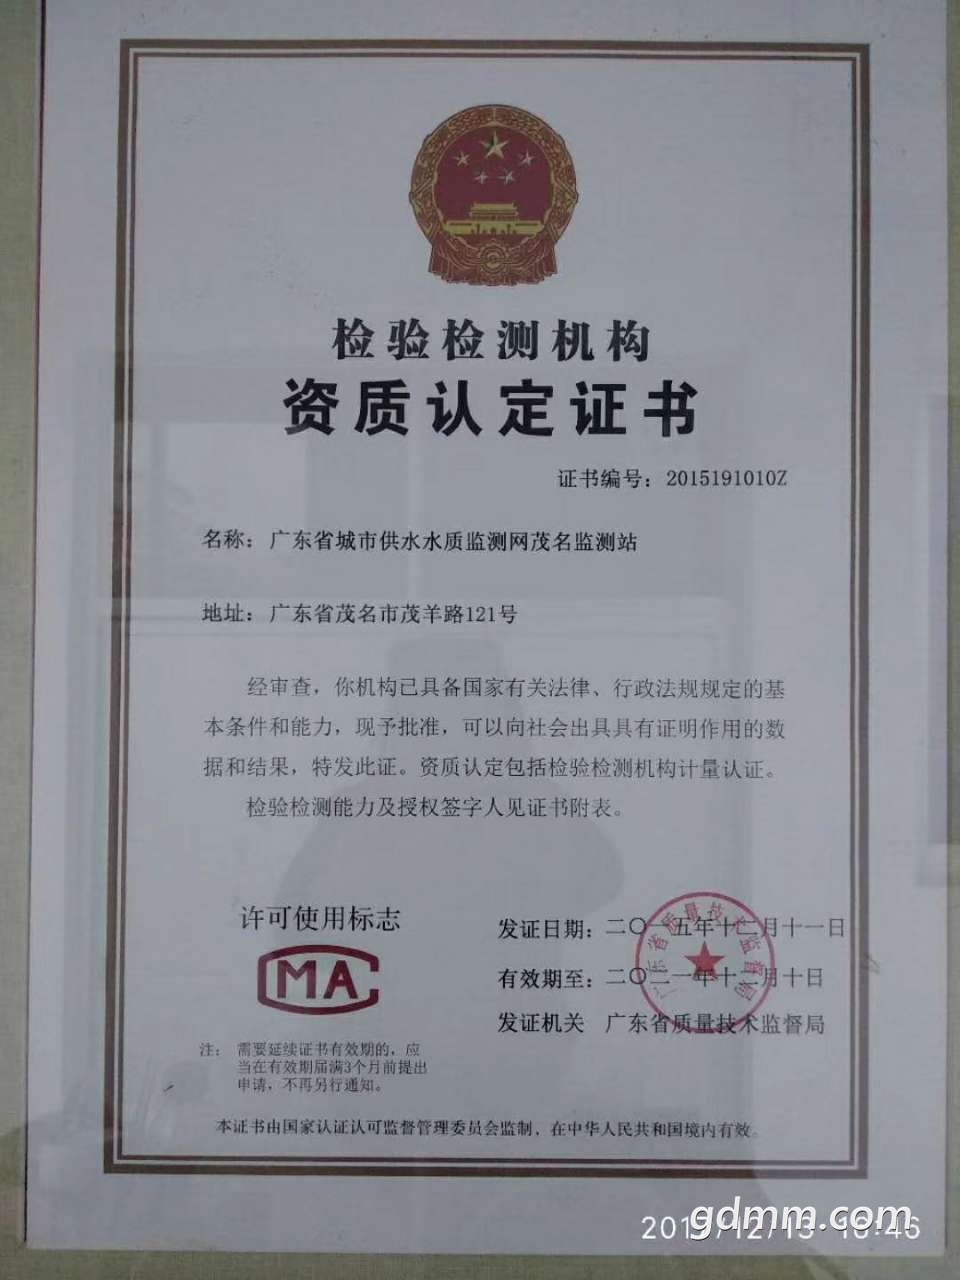 检验检测机构
资质认定证书
证书编号：2015191010Z
名称：广东省城市供水水质监测网茂名监测站
地址：广东省茂名市茂羊路121号
经审查，你机构已具备国家有关法律、行政法规规定的基
本条件和能力，现予批准，可以向社会出具具有证明作用的数
据和结果，特发此证。资质认定包括检验检测机构计量认证。
检验检测能力及授权签字人见证书附表。
许可使用标志
MA
发证日期：二〇一五年十二月十一日
有效期至：二〇二一年十二月十日
发证机关 广东省质量技术监督局
广东省质量技术监督局
注：需要延续证书有效期的，应
当在有效期届满3个月前提出
申请，不再另行通知。
本证书由国家认证认可监督管理委员会监制，在中华人民共和国境内有效。
gdmm.com